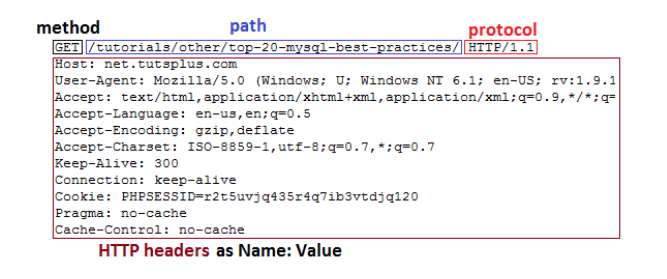 method path protocol
GET /tutorials/other/top-20-mysql-best-practices/ HTTP/1.1
Host: net.tutsplus.com
User-Agent: Mozilla/5.0 (Windows; U; Windows NT 6.1; en-US; rv:1.9.1
Accept: text/html,application/xhtml+xml,application/xml;q=0.9,*/*;q=
Accept-Language: en-us,en;q=0.5
Accept-Encoding: gzip,deflate
Accept-Charset: ISO-8859-1,utf-8;q=0.7,*;q=0.7
Keep-Alive: 300
Connection: keep-alive
Cookie: PHPSESSID=r2t5uvjq435r4q7ib3vtdjq120
Pragma: no-cache
Cache-Control: no-cache
HTTP headers as Name: Value